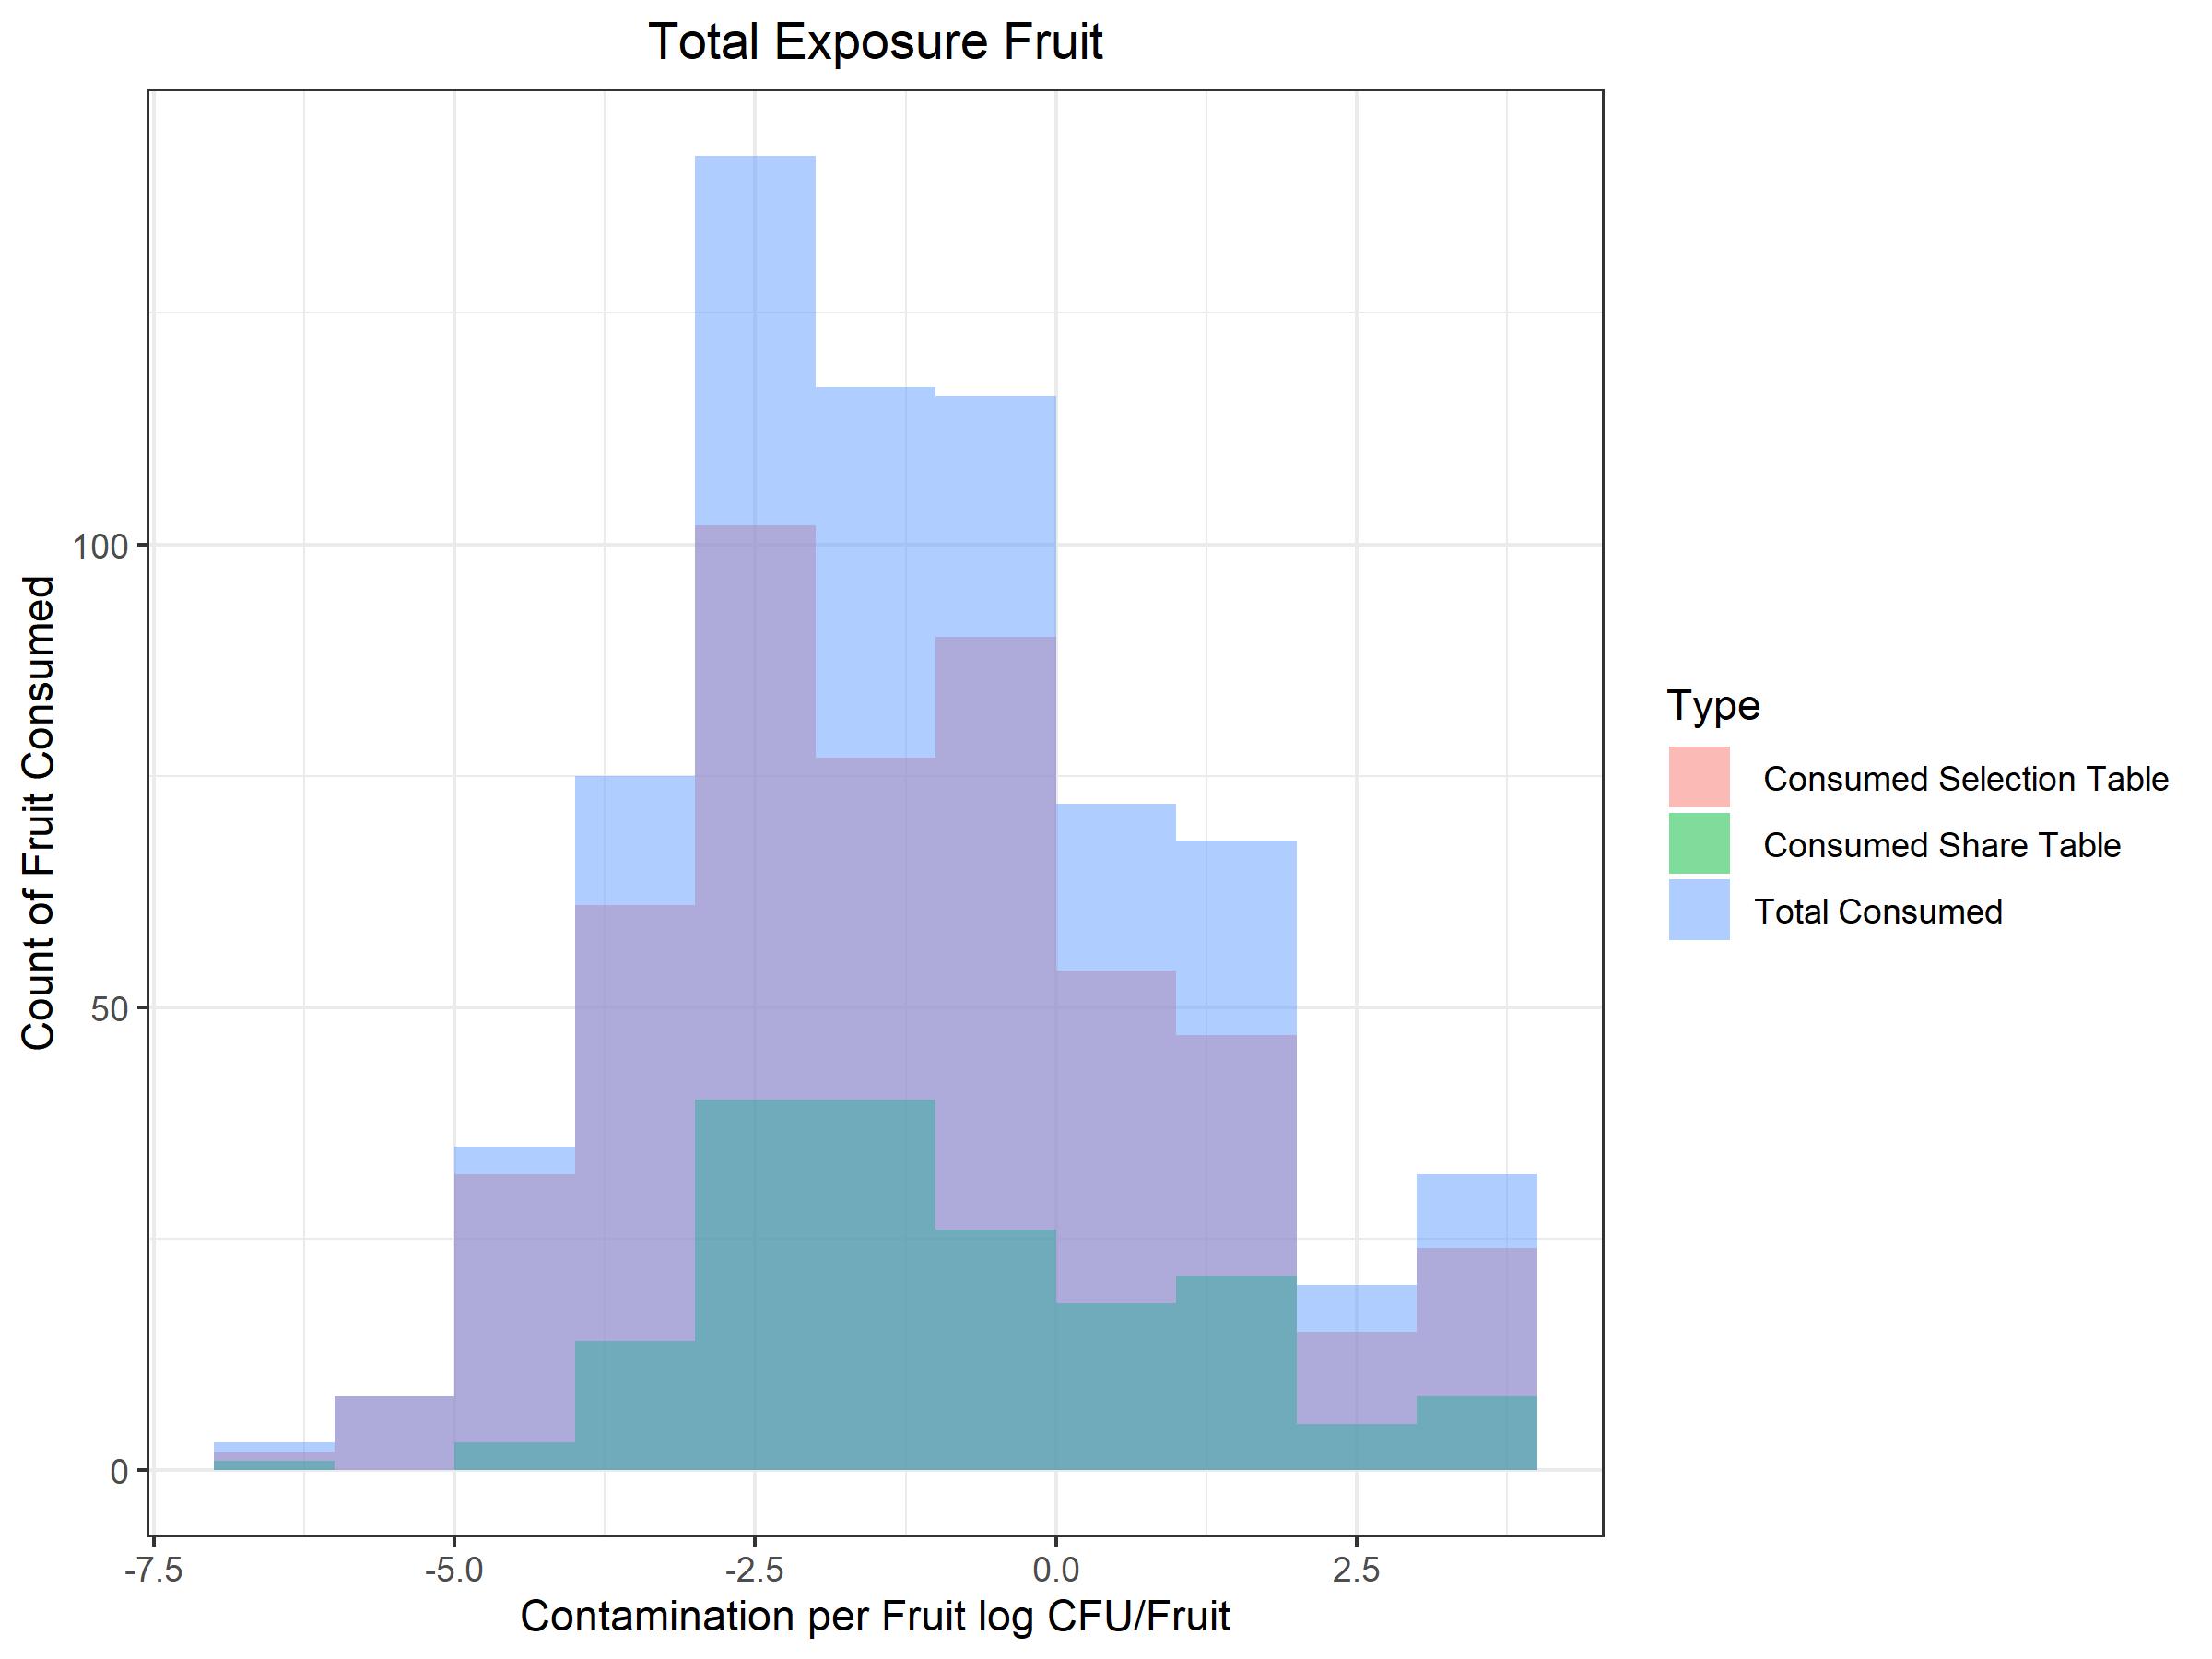 Total Exposure Fruit
Count of Fruit Consumed
100
50
0
-7.5
-5.0
-2.5
0.0
2.5
Contamination per Fruit log CFU/Fruit
Type
Consumed Selection Table
Consumed Share Table
Total Consumed